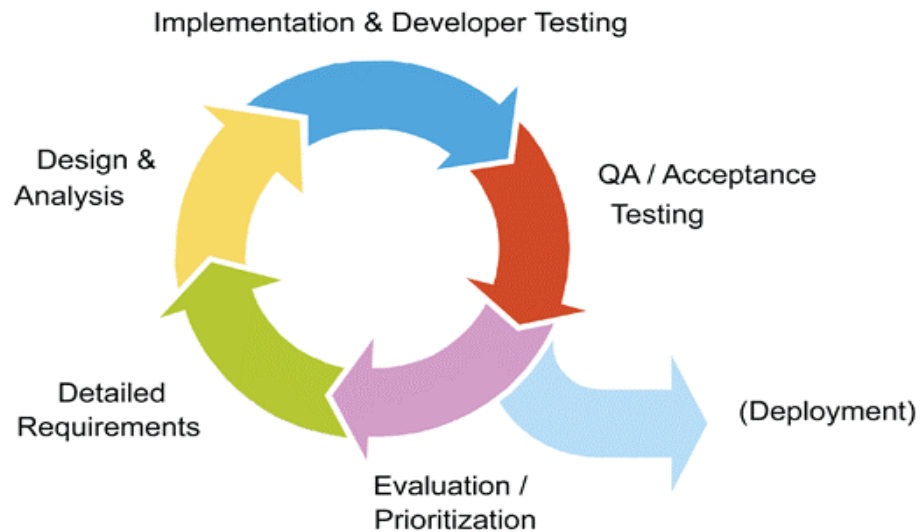 Implementation & Developer Testing
Design &
Analysis
QA / Acceptance
Testing
Detailed
Requirements
(Deployment)
Evaluation /
Prioritization